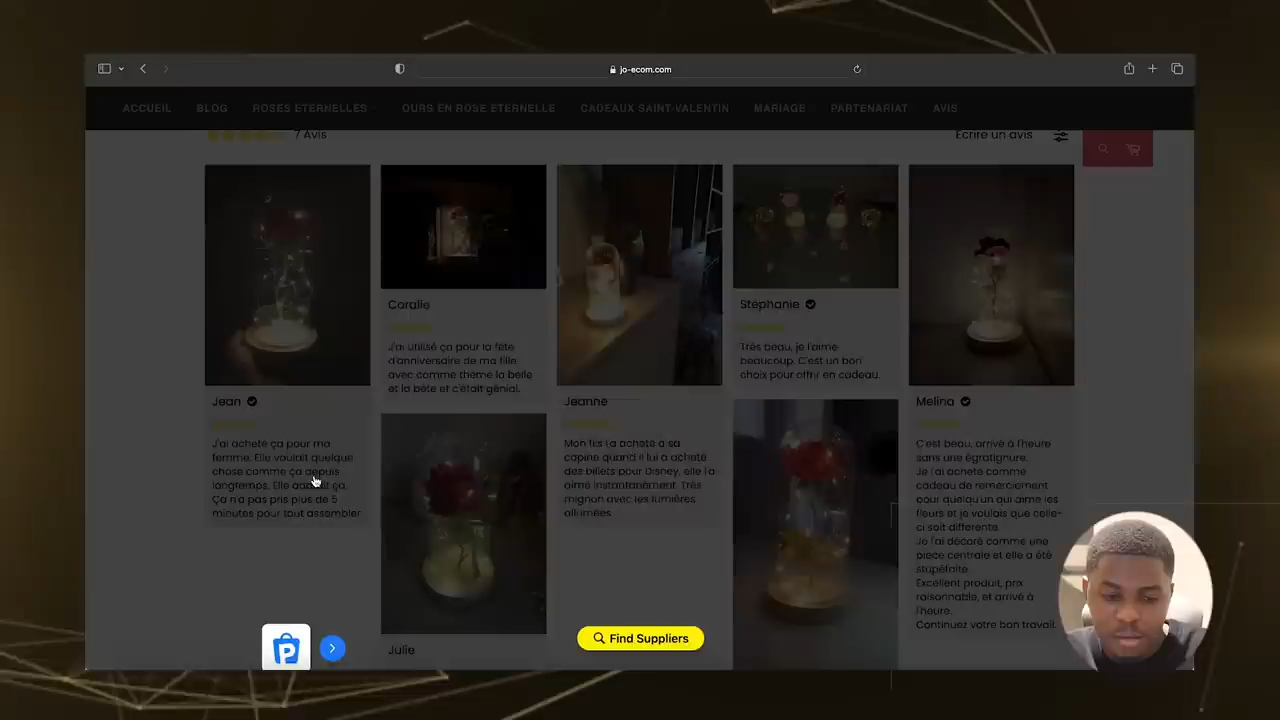 jo-ecom.com
ACCUEIL BLOG ROSES ETERNELLES OURS EN ROSE ETERNELLE CADEAUX SAINT-VALENTIN MARIAGE PARTENARIAT AVIS
7 Avis
Écrire un avis
Coralie
J'ai utilisé ça pour la fête
d'anniversaire de ma fille
avec comme thème la belle
et la bête et c'était génial.
Stephanie
Très beau, je l'aime
beaucoup. C'est un bon
choix pour offrir en cadeau.
Jean
J'ai acheté ça pour ma
femme. Elle voulait quelque
chose comme ça depuis
longtemps. Elle ça.
Ça n'a pas pris plus de 5
minutes pour tout assembler
Jeanne
Mon fils l'a acheté à sa
copine quand il lui a acheté
des billets pour Disney, elle l'a
aimé instantanément. Très
mignon avec les lumières
allumées.
Melina
C'est beau, arrivé à l'heure
sans une égratignure.
Je l'ai acheté comme
cadeau de remerciement
pour quelqu'un qui aime les
fleurs et je voulais que celle-
ci soit différente.
Je l'ai décoré comme une
pièce centrale et elle a été
stupéfaite.
Excellent produit, prix
raisonnable, et arrivé à
l'heure.
Continuez votre bon travail.
Julie
P
Find Suppliers